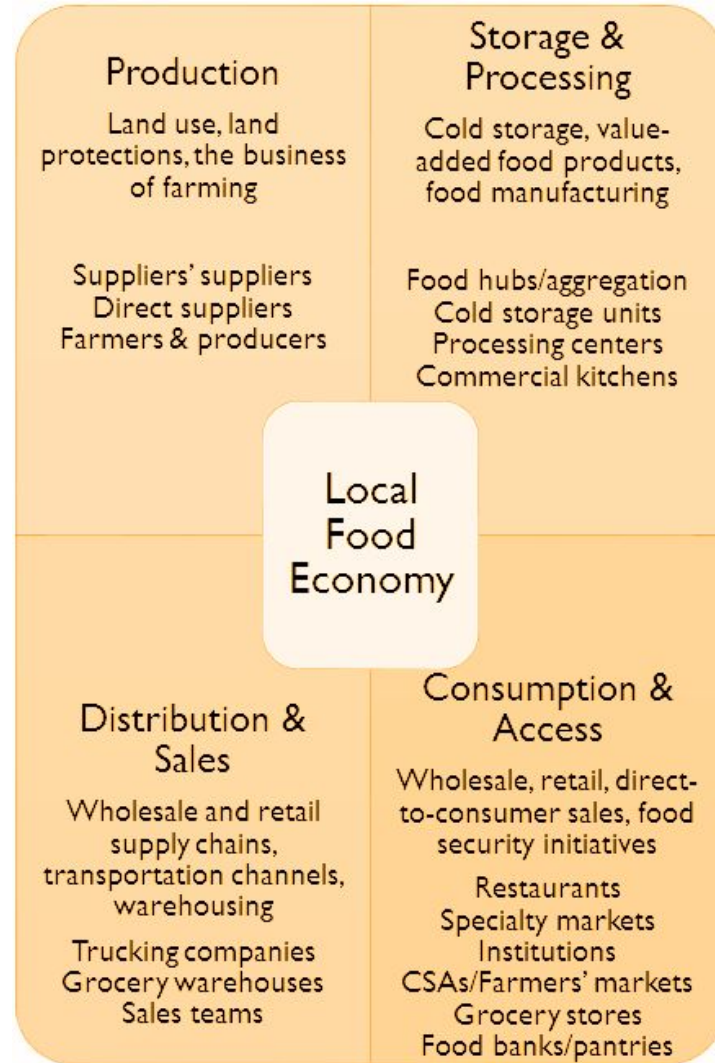 Production
Land use, land
protections, the business
of farming
Suppliers' suppliers
Direct suppliers
Farmers & producers
Storage &
Processing
Cold storage, value-
added food products,
food manufacturing
Food hubs/aggregation
Cold storage units
Processing centers
Commercial kitchens
Local
Food
Economy
Distribution &
Sales
Wholesale and retail
supply chains,
transportation channels,
warehousing
Trucking companies
Grocery warehouses
Sales teams
Consumption &
Access
Wholesale, retail, direct-
to-consumer sales, food
security initiatives
Restaurants
Specialty markets
Institutions
CSAs/Farmers' markets
Grocery stores
Food banks/pantries